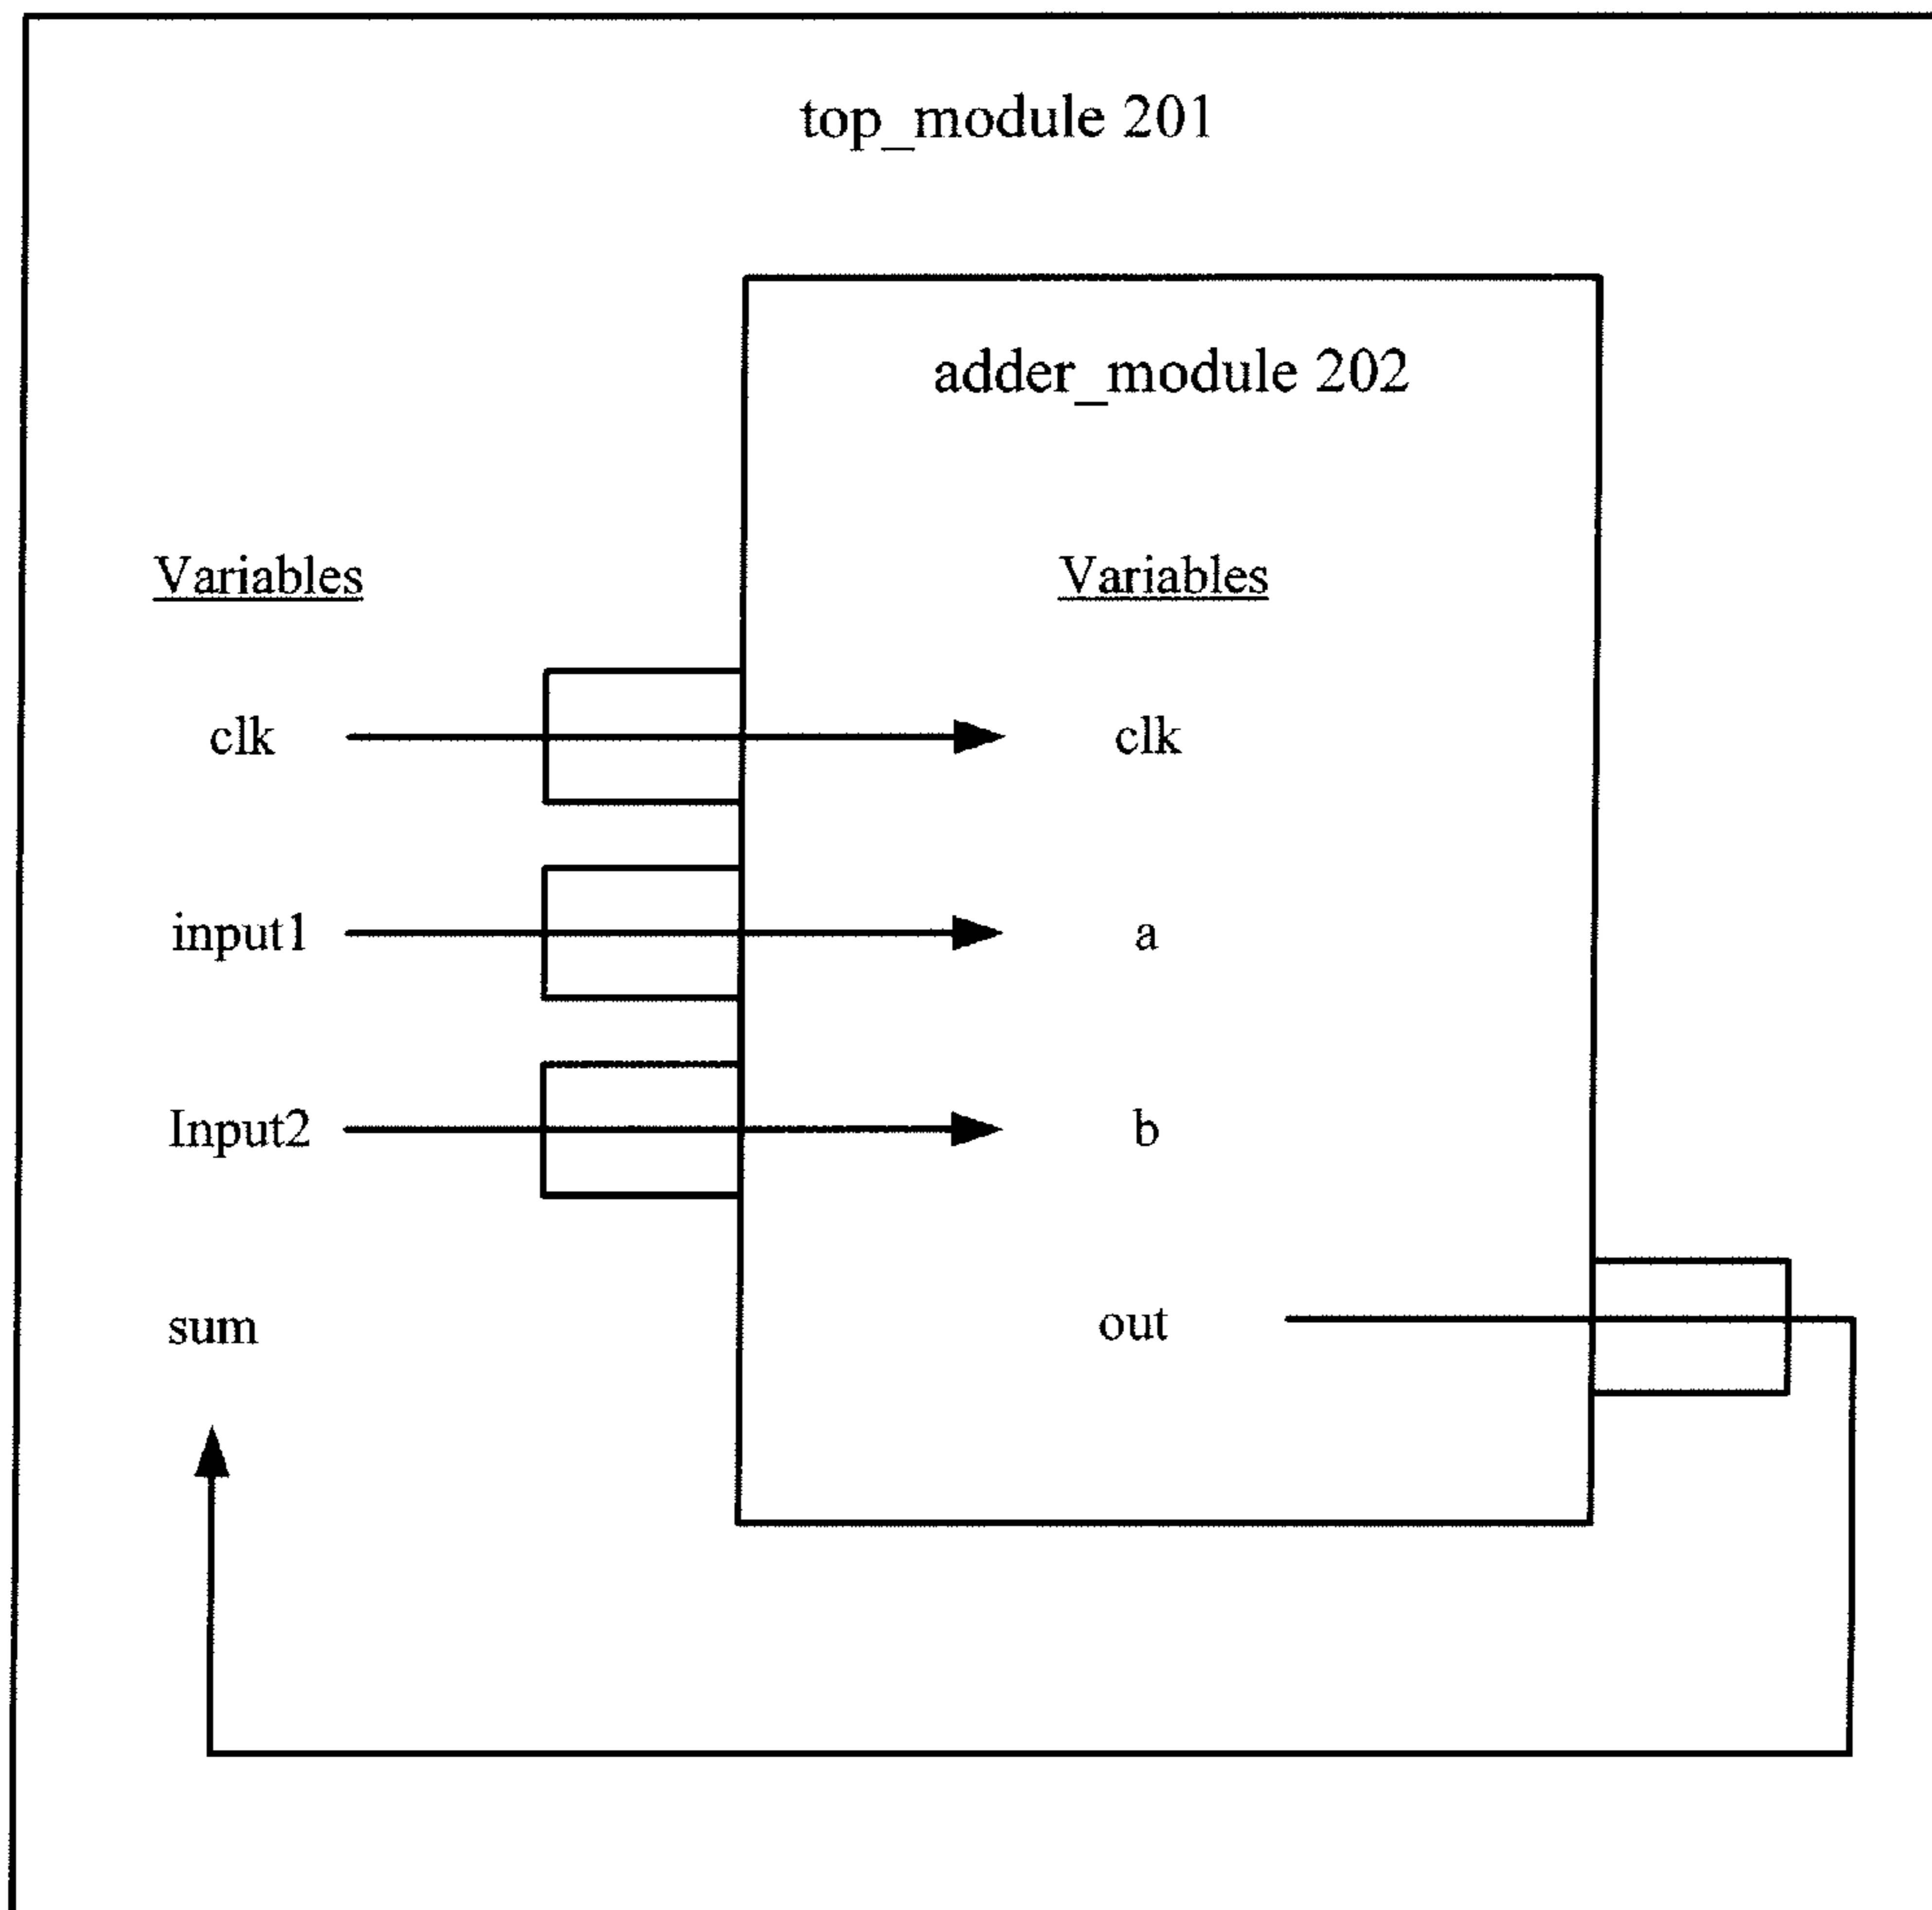 top_module 201
adder_module 202
Variables Variables
clk clk
input1 a
Input2 b
sum out